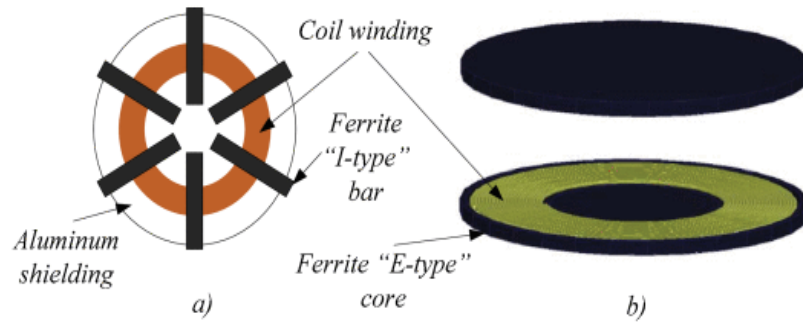 Coil winding
Ferrite
"I-type"
bar
Aluminum
shielding
Ferrite "E-type"
core
a)
b)